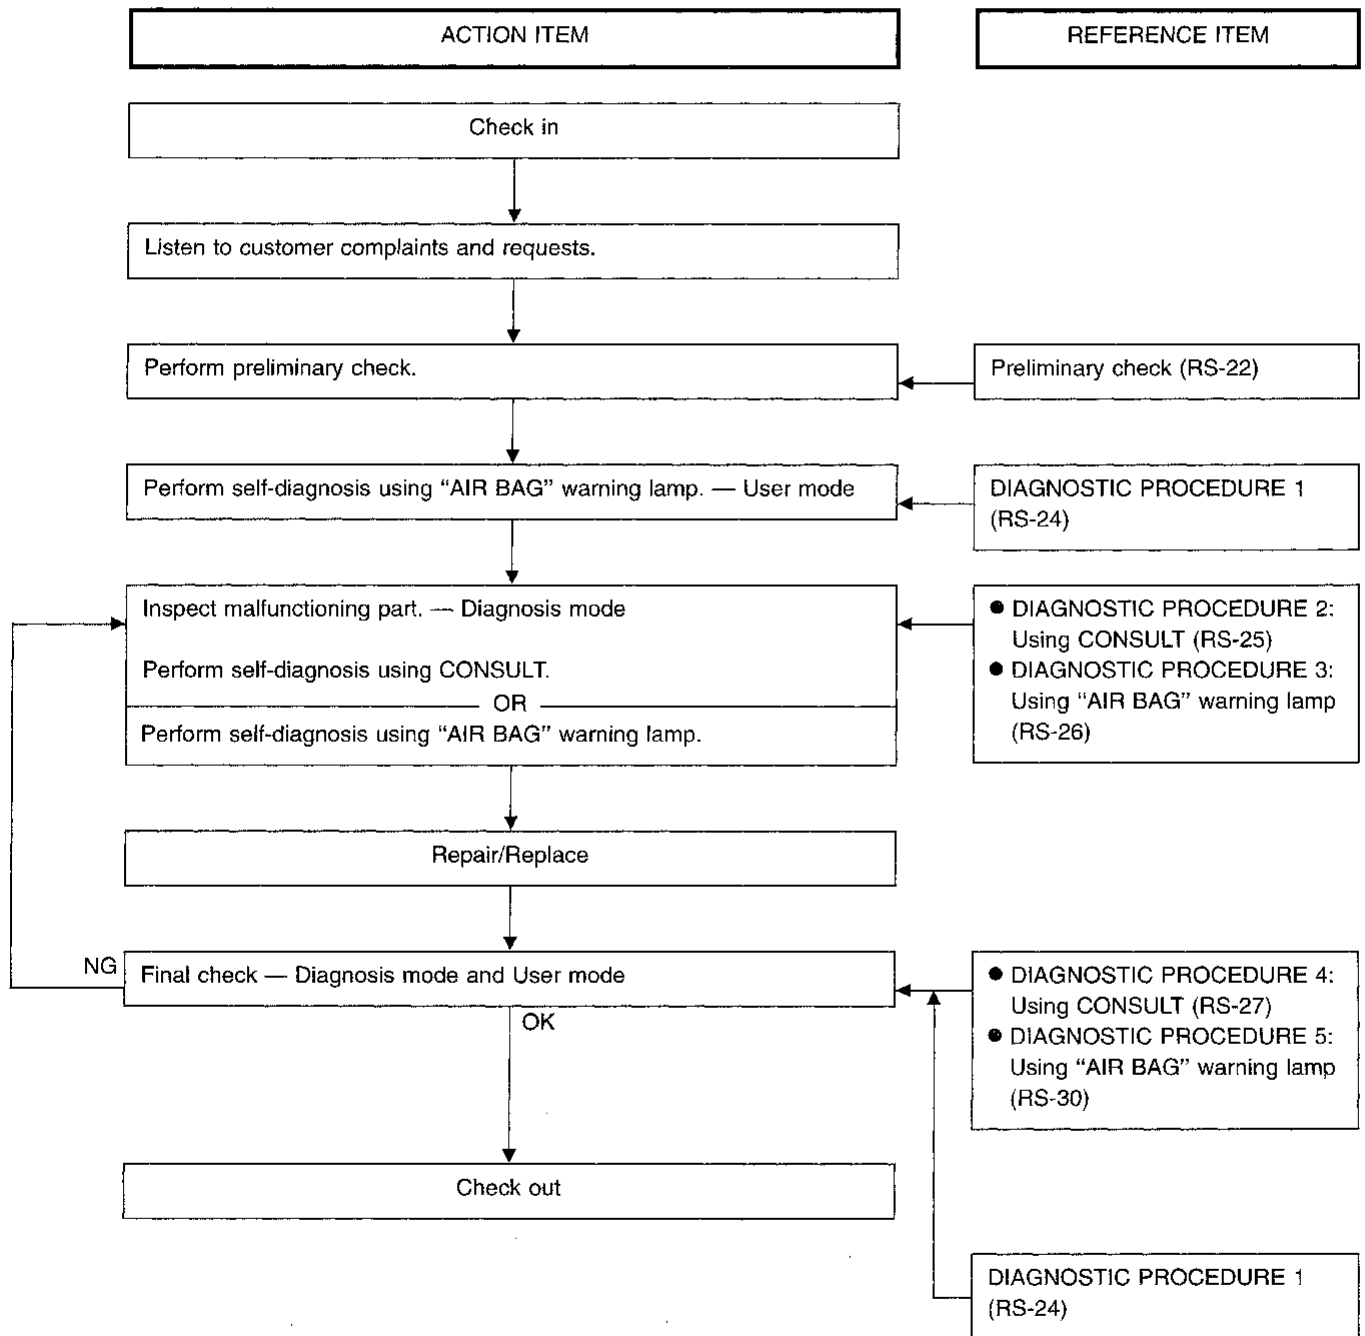 ACTION ITEM
REFERENCE ITEM
Check in
Listen to customer complaints and requests.
Perform preliminary check.
Preliminary check (RS-22)
Perform self-diagnosis using “AIR BAG” warning lamp. — User mode
DIAGNOSTIC PROCEDURE 1
(RS-24)
Inspect malfunctioning part. — Diagnosis mode
Perform self-diagnosis using CONSULT.
OR
Perform self-diagnosis using “AIR BAG” warning lamp.
● DIAGNOSTIC PROCEDURE 2:
Using CONSULT (RS-25)
● DIAGNOSTIC PROCEDURE 3:
Using “AIR BAG” warning lamp
(RS-26)
Repair/Replace
NG
Final check — Diagnosis mode and User mode
OK
● DIAGNOSTIC PROCEDURE 4:
Using CONSULT (RS-27)
● DIAGNOSTIC PROCEDURE 5:
Using “AIR BAG” warning lamp
(RS-30)
Check out
DIAGNOSTIC PROCEDURE 1
(RS-24)